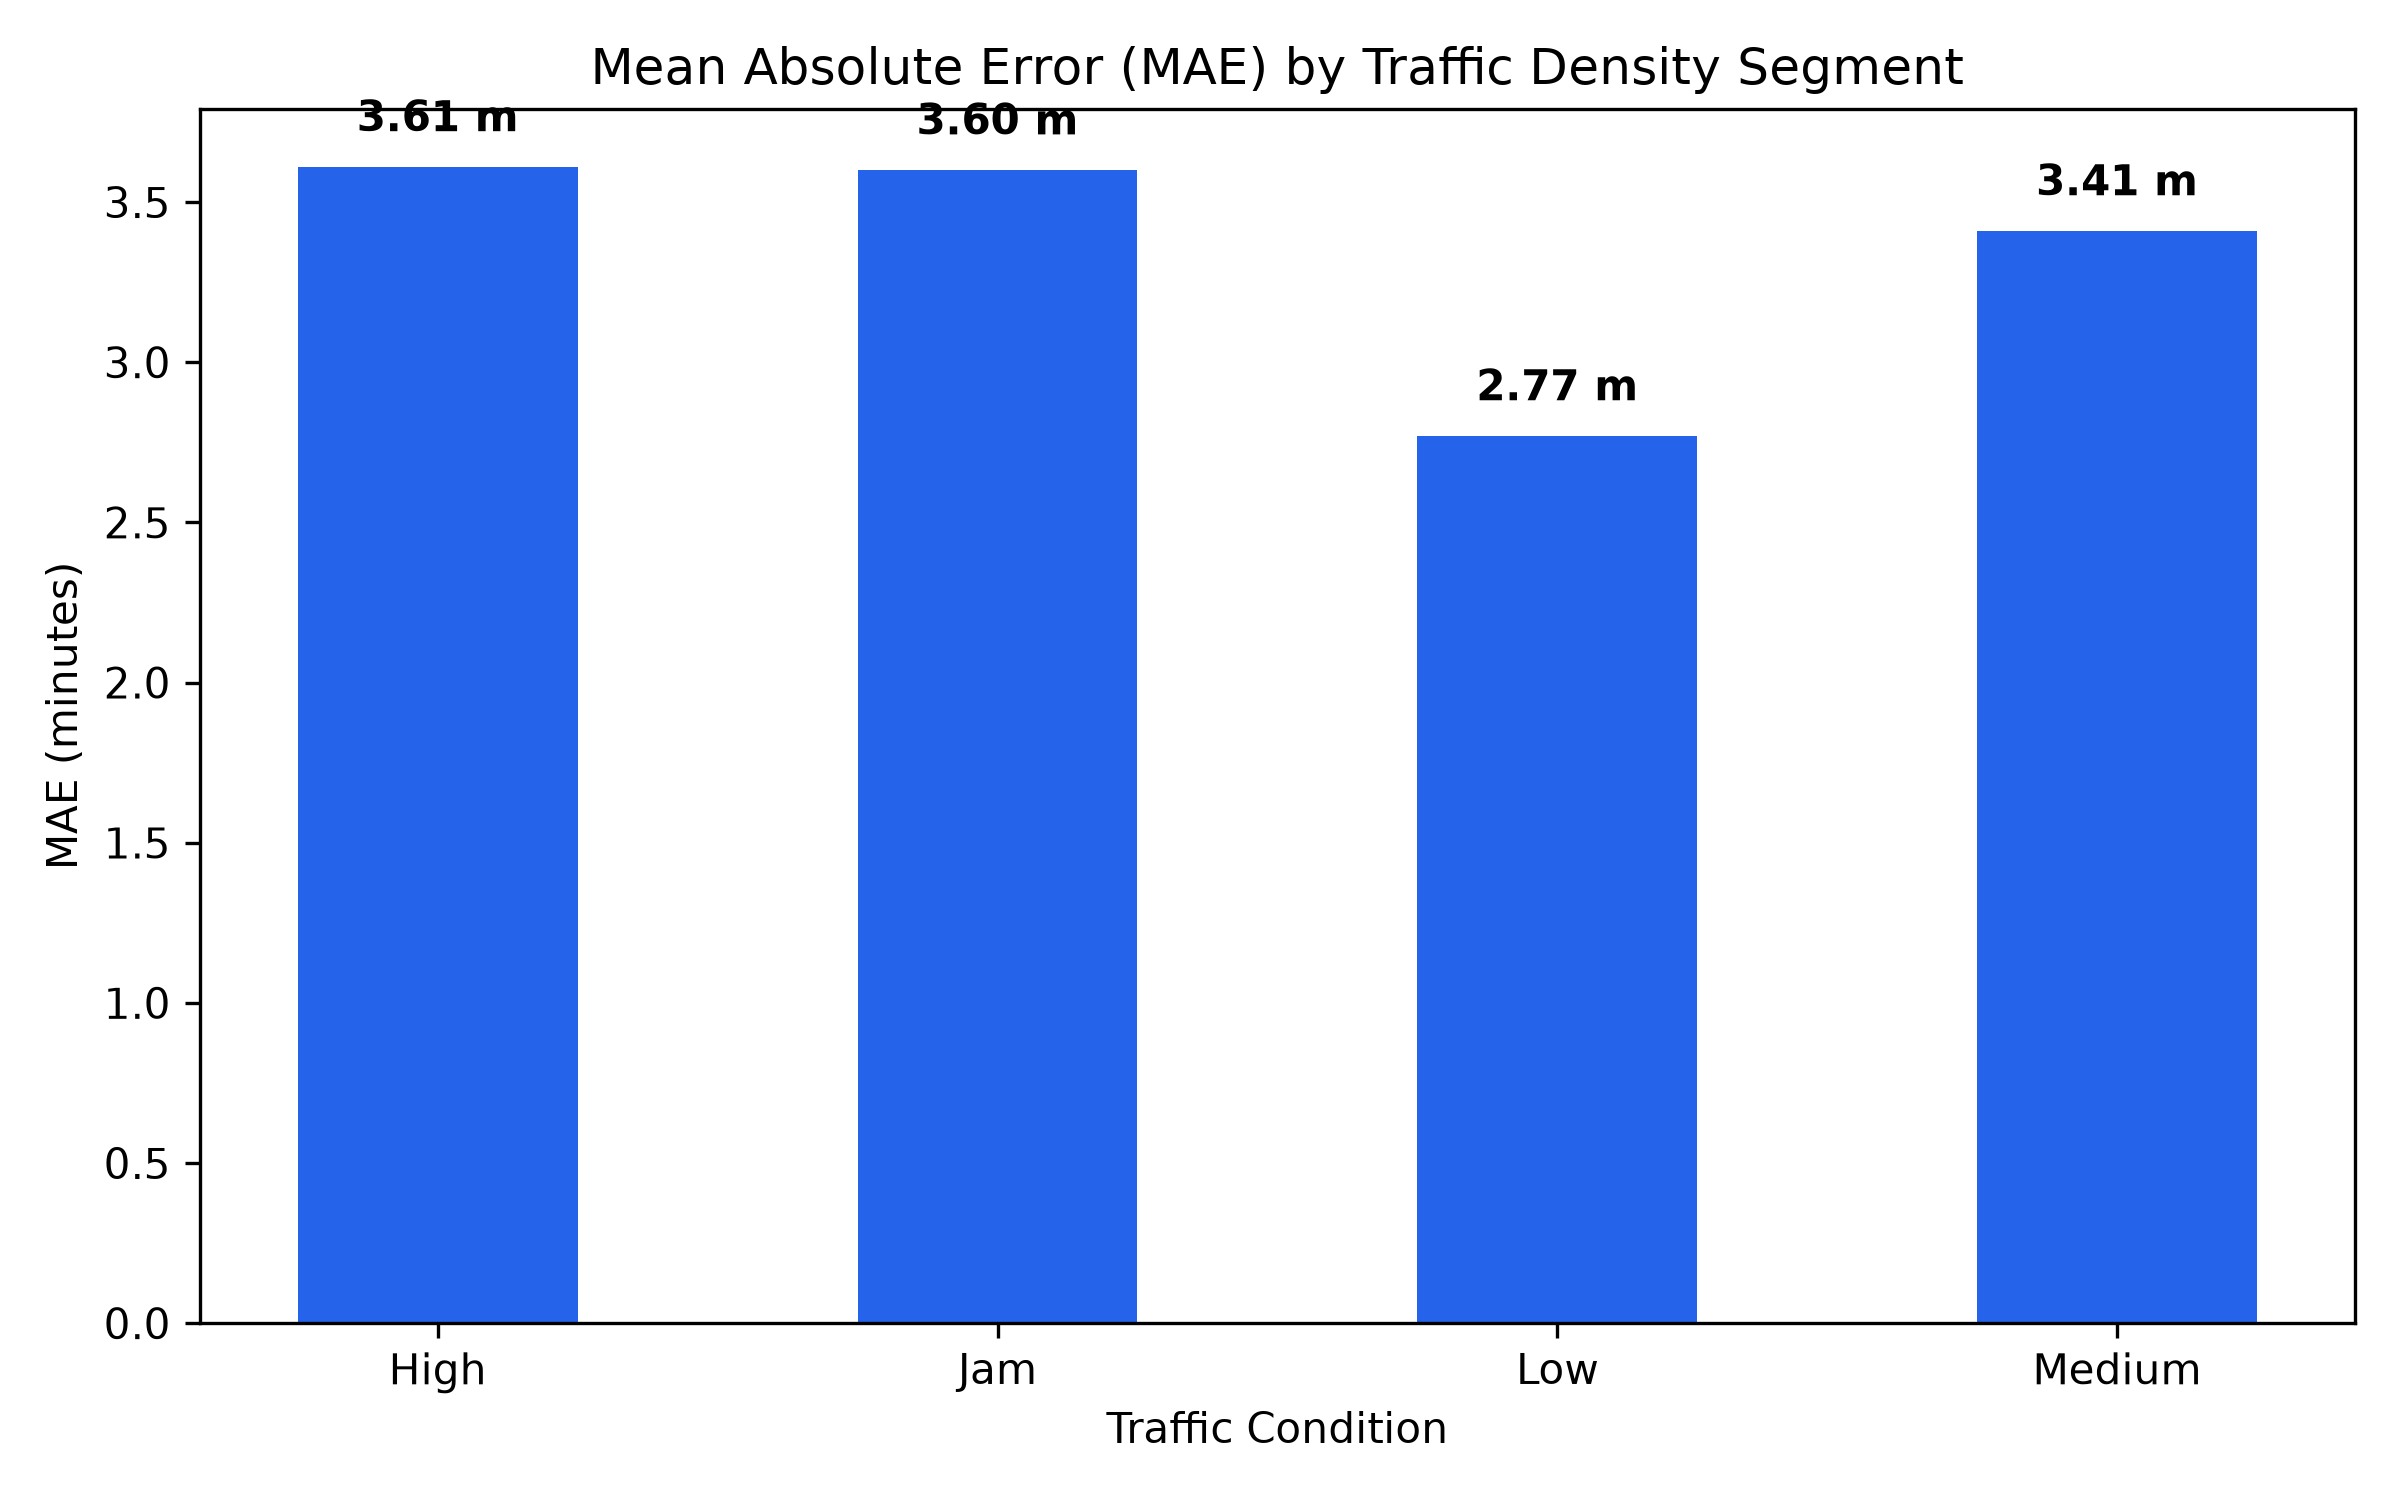 Mean Absolute Error (MAE) by Traffic Density Segment
3.61 m
3.60 m
2.77 m
3.41 m
MAE (minutes)
3.5
3.0
2.5
2.0
1.5
1.0
0.5
0.0
High
Jam
Low
Medium
Traffic Condition